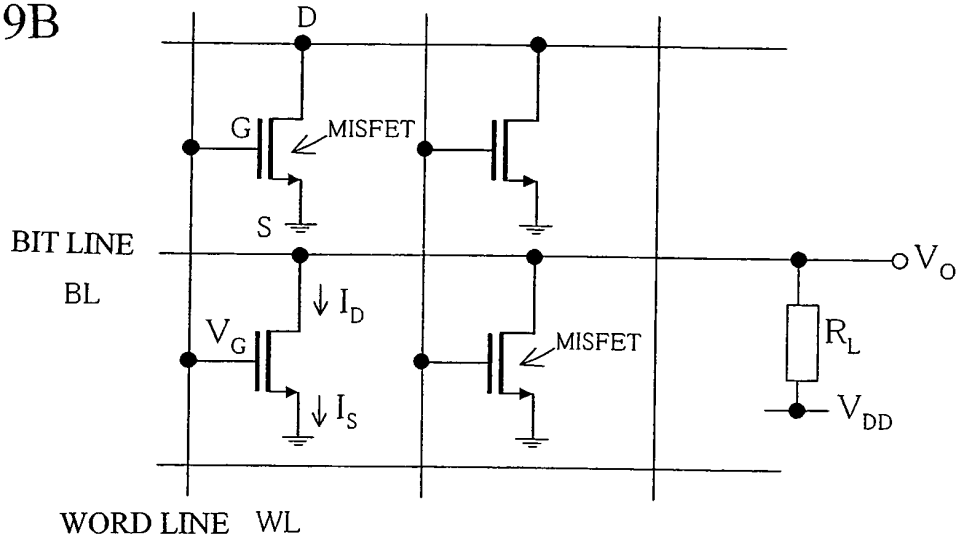 9B
D
G
MISFET
S
BIT LINE
BL
V_O
I_D
V_G
MISFET
R_L
I_S
V_DD
WORD LINE WL